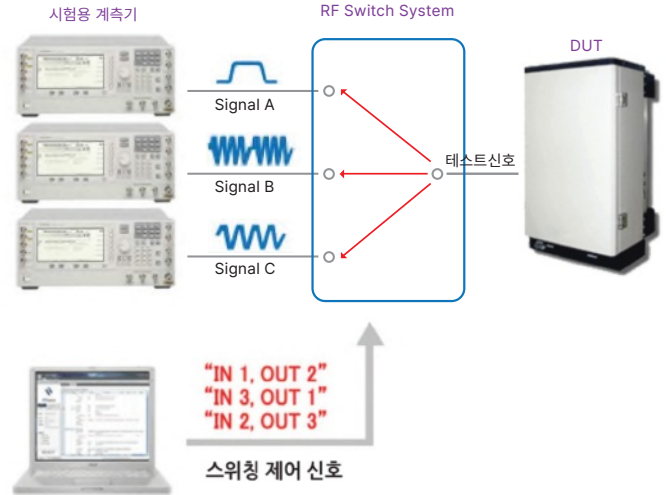 시험용 계측기
RF Switch System
DUT
Signal A
Signal B
Signal C
테스트신호
“IN 1, OUT 2”
“IN 3, OUT 1”
“IN 2, OUT 3”
스위칭 제어 신호